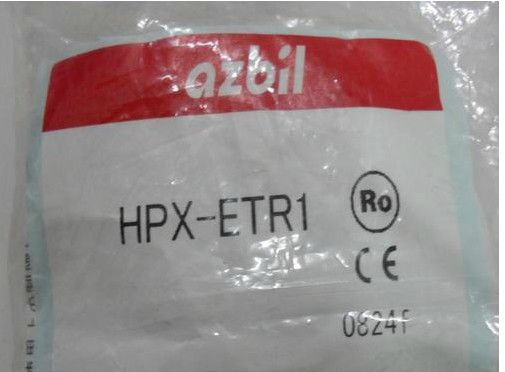 azbil
HPX-ETR1
Ro
CE
0824F